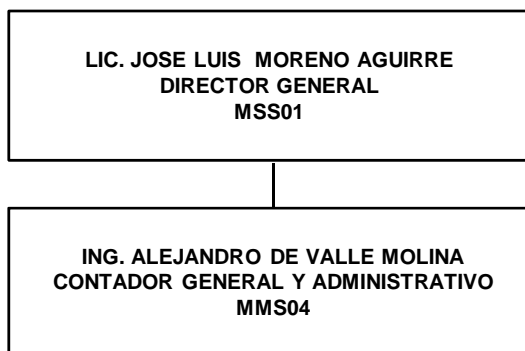 LIC. JOSE LUIS MORENO AGUIRRE
DIRECTOR GENERAL
MSS01
ING. ALEJANDRO DE VALLE MOLINA
CONTADOR GENERAL Y ADMINISTRATIVO
MMS04